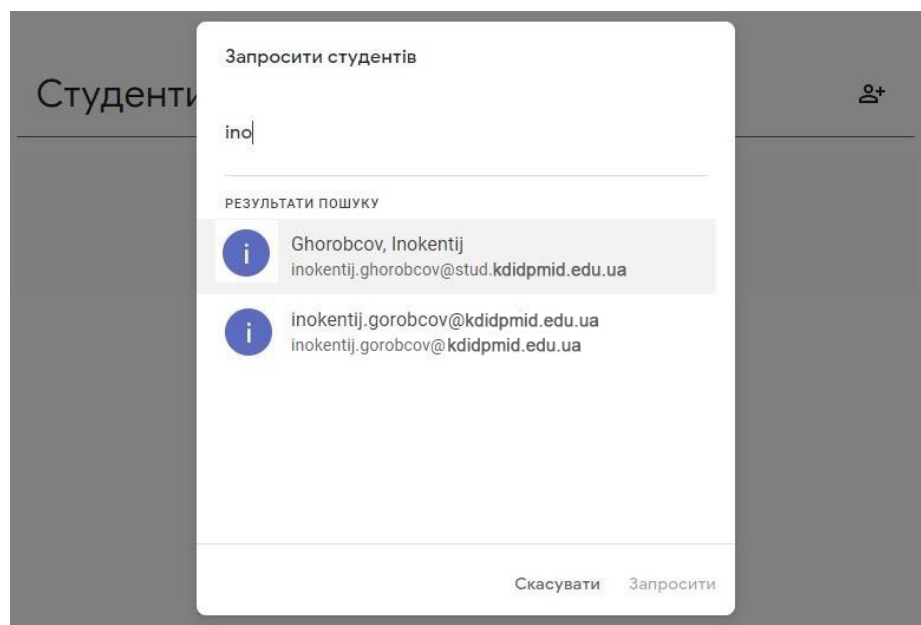 Запросити студентів
Студенти
ino
РЕЗУЛЬТАТИ ПОШУКУ
i
Ghorobcov, Inokentij
inokentij.ghorobcov@stud.kdidpmid.edu.ua
i
inokentij.gorobcov@kdidpmid.edu.ua
inokentij.gorobcov@kdidpmid.edu.ua
Скасувати Запросити